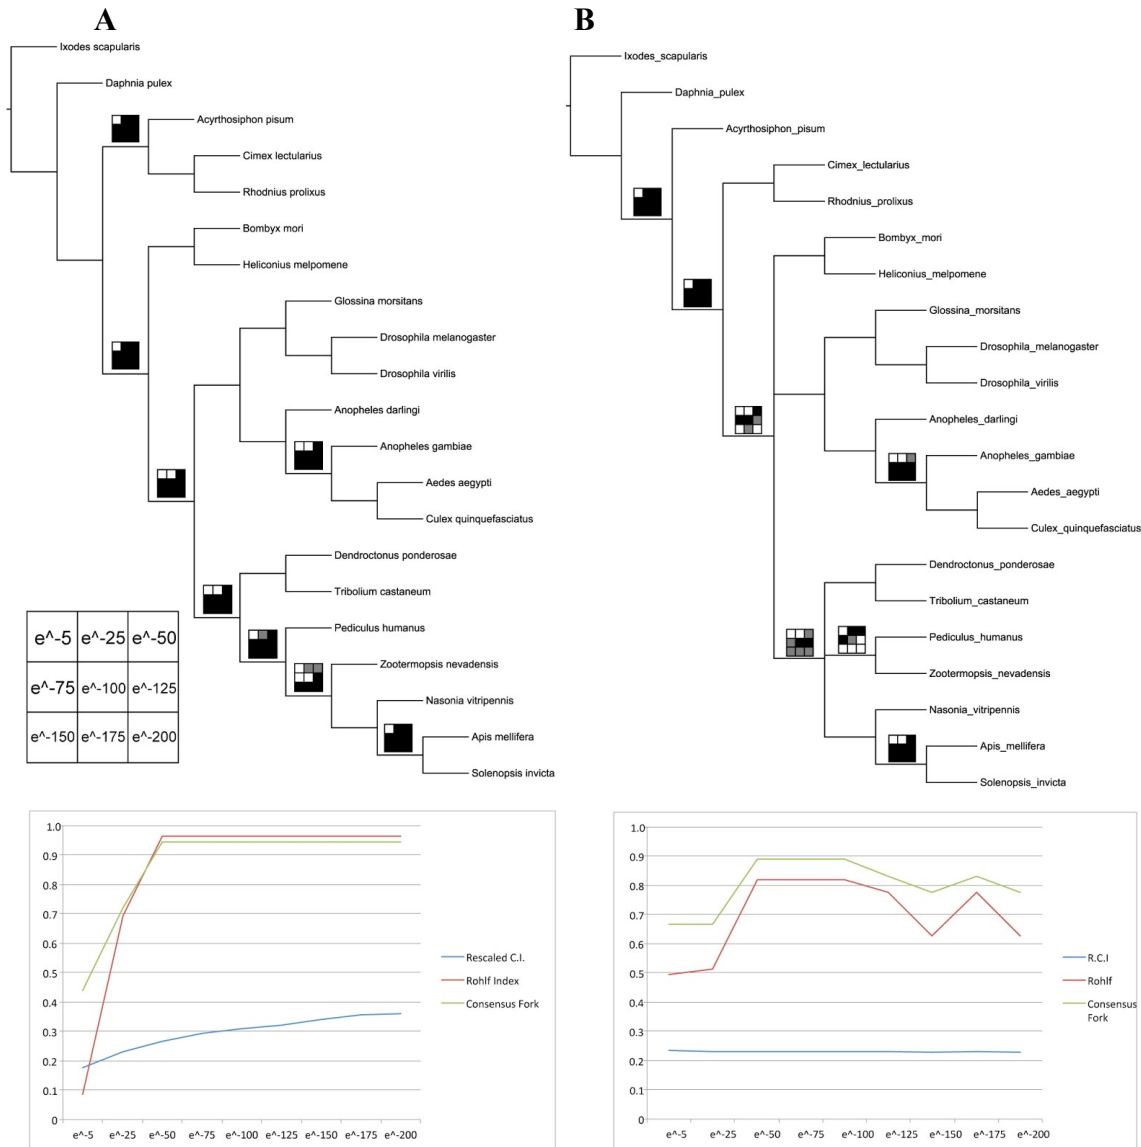 A
B
Ixodes scapularis
Daphnia pulex
Acyrthosiphon pisum
Cimex lectularius
Rhodnius prolixus
Bombyx mori
Heliconius melpomene
Glossina morsitans
Drosophila melanogaster
Drosophila virilis
Anopheles darlingi
Anopheles gambiae
Aedes aegypti
Culex quinquefasciatus
Dendroctonus ponderosae
Tribolium castaneum
Pediculus humanus
Zootermopsis nevadensis
Nasonia vitripennis
Apis mellifera
Solenopsis invicta
e^-5 e^-25 e^-50
e^-75 e^-100 e^-125
e^-150 e^-175 e^-200
Ixodes_scapularis
Daphnia_pulex
Acyrthosiphon_pisum
Cimex_lectularius
Rhodnius_prolixus
Bombyx_mori
Heliconius_melpomene
Glossina_morsitans
Drosophila_melanogaster
Drosophila_virilis
Anopheles_darlingi
Anopheles_gambiae
Aedes_aegypti
Culex_quinquefasciatus
Dendroctonus_ponderosae
Tribolium_castaneum
Pediculus_humanus
Zootermopsis_nevadensis
Nasonia_vitripennis
Apis_mellifera
Solenopsis_invicta
1.0
0.9
0.8
0.7
0.6
0.5
0.4
0.3
0.2
0.1
0
e^-5 e^-25 e^-50 e^-75 e^-100 e^-125 e^-150 e^-175 e^-200
Rescaled C.I.
Rohlf Index
Consensus Fork
1.0
0.9
0.8
0.7
0.6
0.5
0.4
0.3
0.2
0.1
0
e^-5 e^-25 e^-50 e^-75 e^-100 e^-125 e^-150 e^-175 e^-200
R.C.I
Rohlf
Consensus
Fork